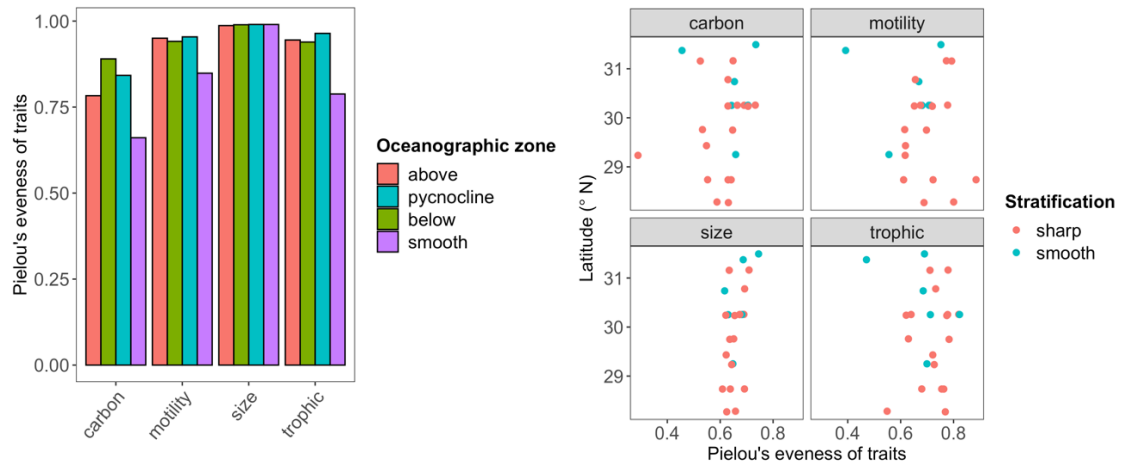 Pielou's eveness of traits
1.00
0.75
0.50
0.25
0.00
carbon
motility
size
trophic
Oceanographic zone
above
pycnocline
below
smooth
Latitude (° N)
carbon
motility
31
30
29
size
trophic
31
30
29
0.4
0.6
0.8
0.4
0.6
0.8
Pielou's eveness of traits
Stratification
sharp
smooth